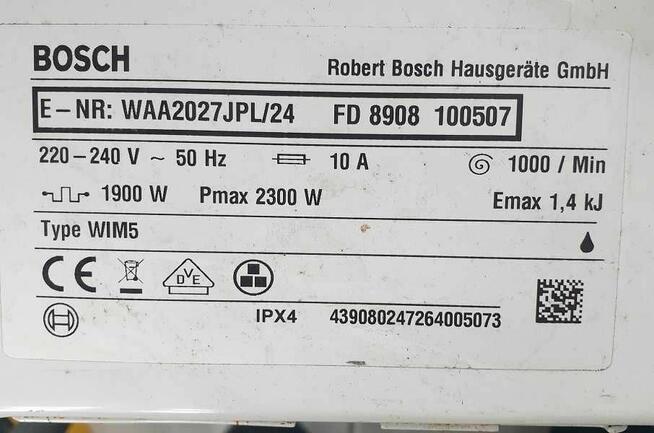 BOSCH
Robert Bosch Hausgeräte GmbH
E-NR: WAA2027JPL/24 FD 8908 100507
220-240 V ~ 50 Hz 10 A 1000 / Min
1900 W Pmax 2300 W Emax 1,4 kJ
Type WIM5
CE DVE
IPX4 439080247264005073